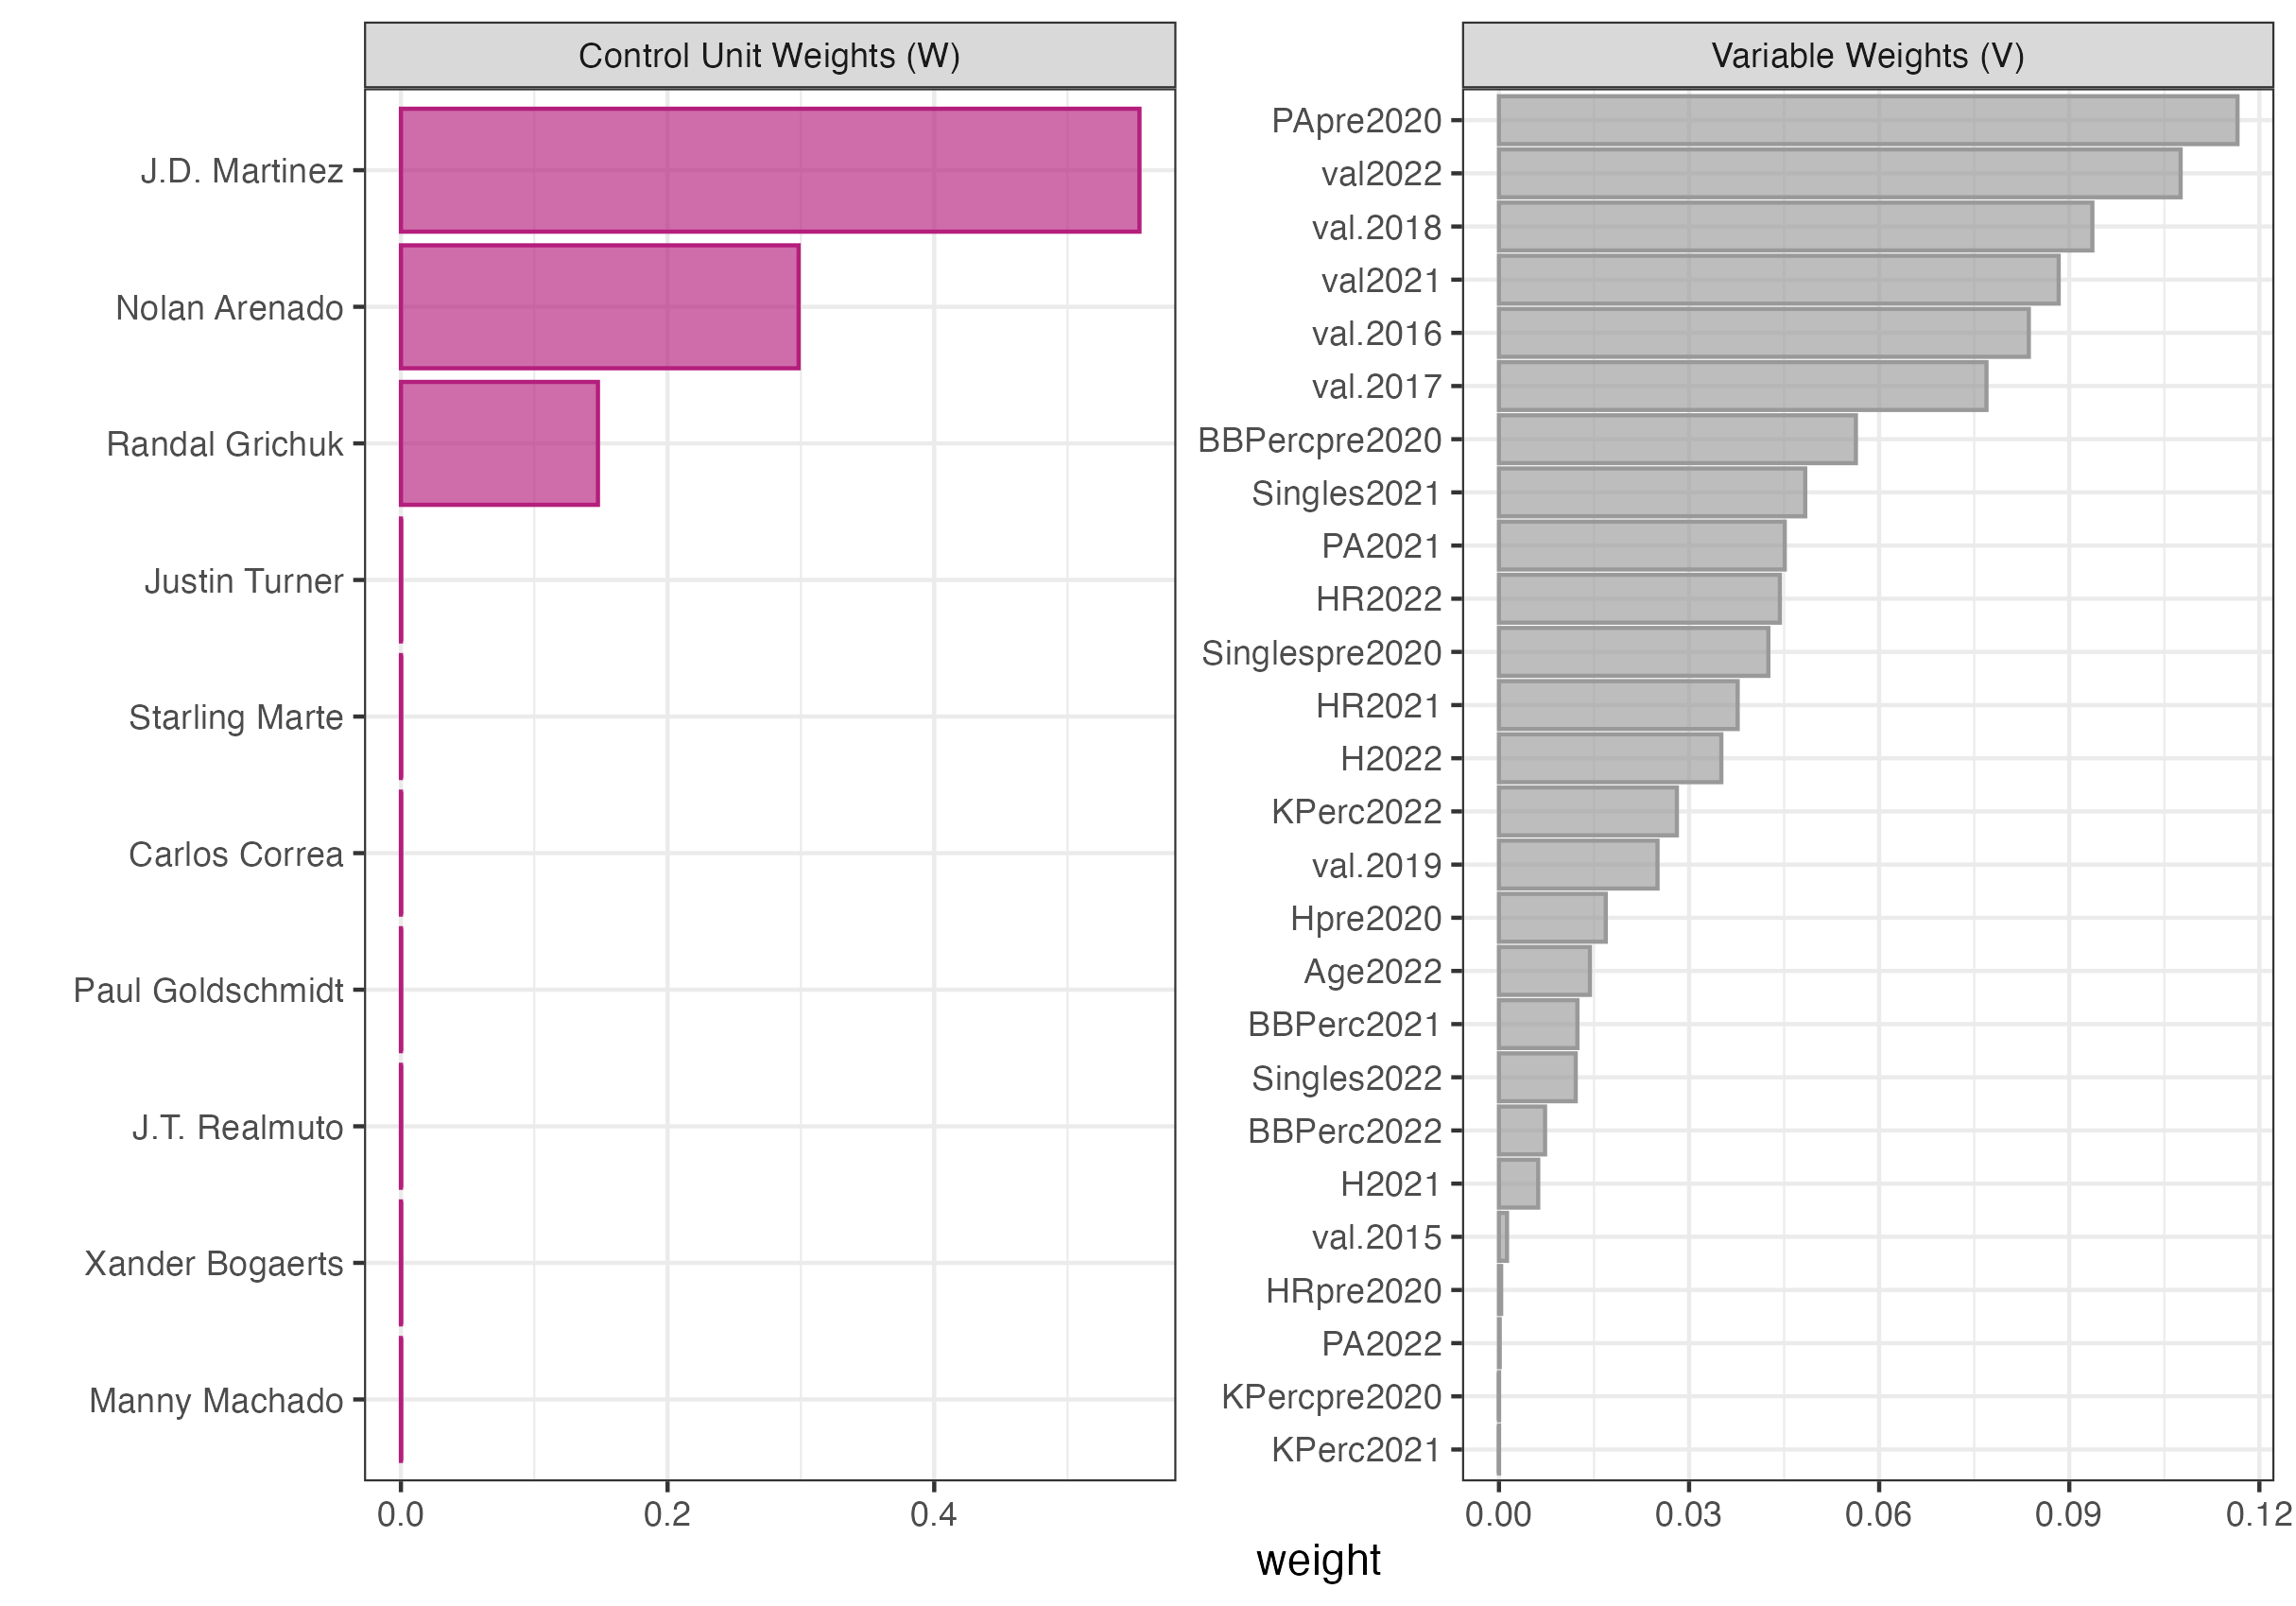 Control Unit Weights (W)
J.D. Martinez
Nolan Arenado
Randal Grichuk
Justin Turner
Starling Marte
Carlos Correa
Paul Goldschmidt
J.T. Realmuto
Xander Bogaerts
Manny Machado
0.0 0.2 0.4
Variable Weights (V)
PApre2020
val2022
val.2018
val2021
val.2016
val.2017
BBPercpre2020
Singles2021
PA2021
HR2022
Singlespre2020
HR2021
H2022
KPerc2022
val.2019
Hpre2020
Age2022
BBPerc2021
Singles2022
BBPerc2022
H2021
val.2015
HRpre2020
PA2022
KPercpre2020
KPerc2021
0.00 0.03 0.06 0.09 0.12
weight